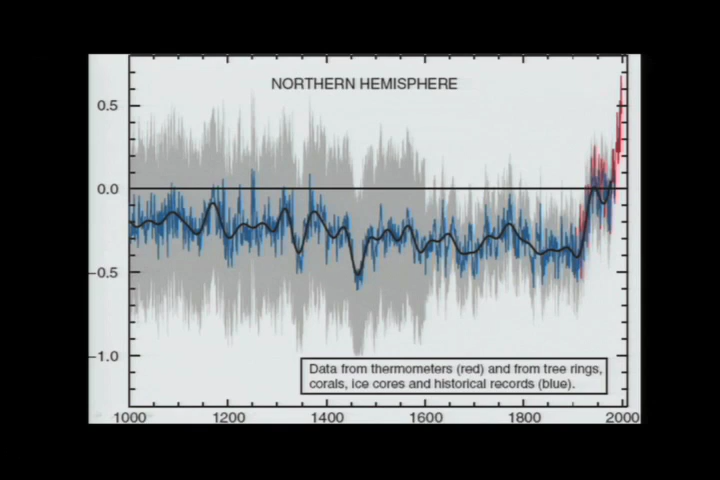 NORTHERN HEMISPHERE
0.5
0.0
−0.5
−1.0
Data from thermometers (red) and from tree rings,
corals, ice cores and historical records (blue).
1000 1200 1400 1600 1800 2000